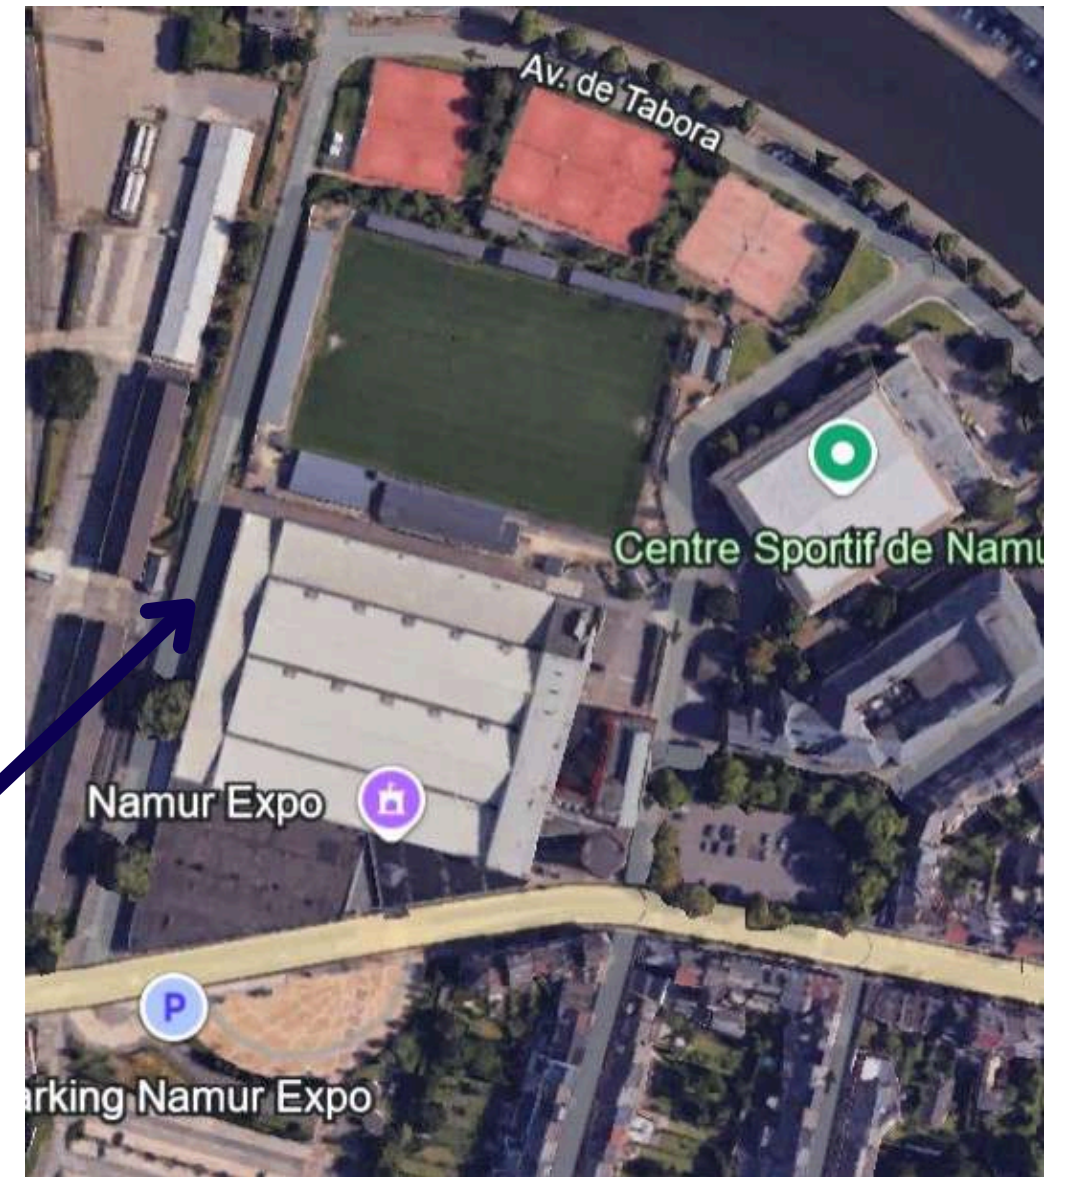 Av. de Tabora
Centre Sportif de Namu
Namur Expo
P
arking Namur Expo